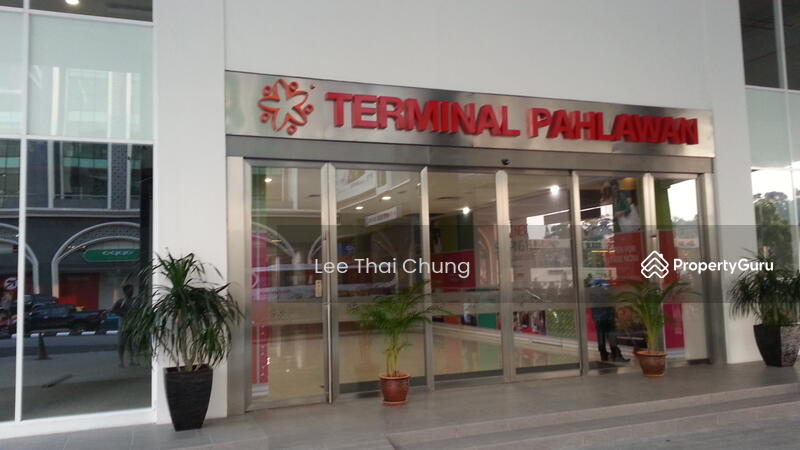 TERMINAL PAHLAWAN
Lee Thai Chung
PropertyGuru